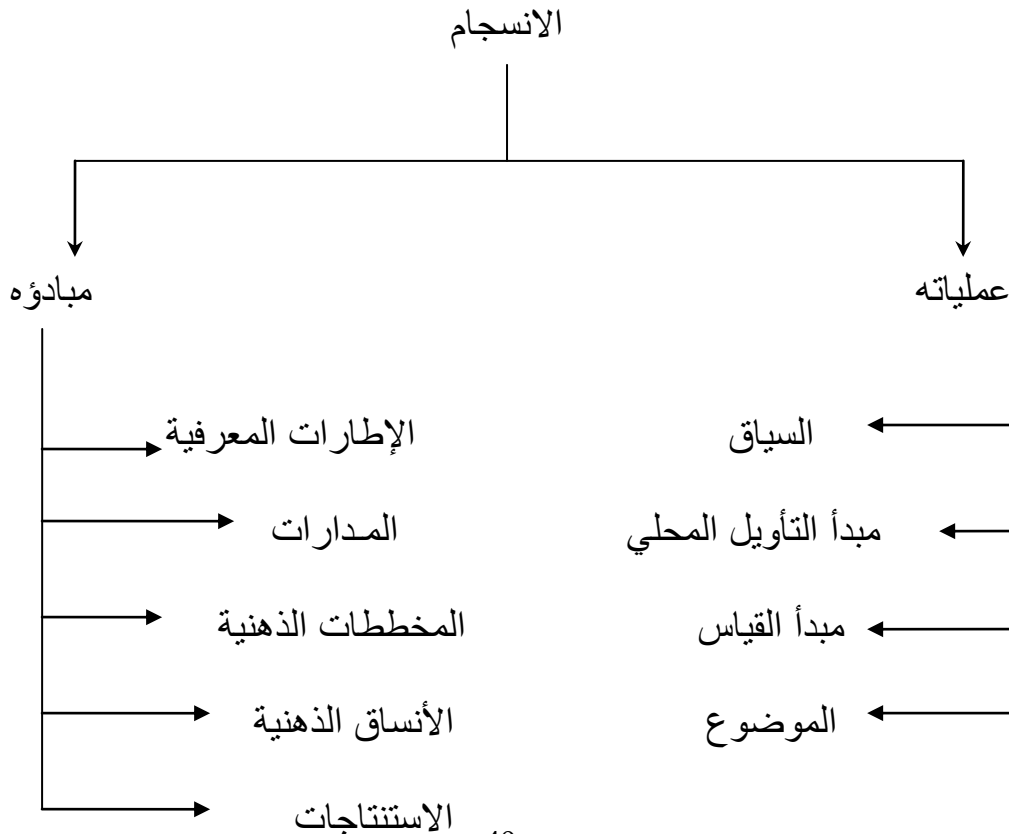 الانسجام
عملياته
مبادؤه
السياق
الإطارات المعرفية
مبدأ التأويل المحلي
المدارات
مبدأ القياس
المخططات الذهنية
الموضوع
الأنساق الذهنية
الاستنتاجات